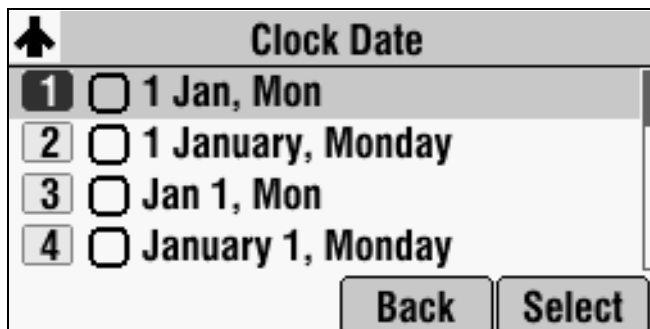 Clock Date
1 1 Jan, Mon
2 1 January, Monday
3 Jan 1, Mon
4 January 1, Monday
Back Select